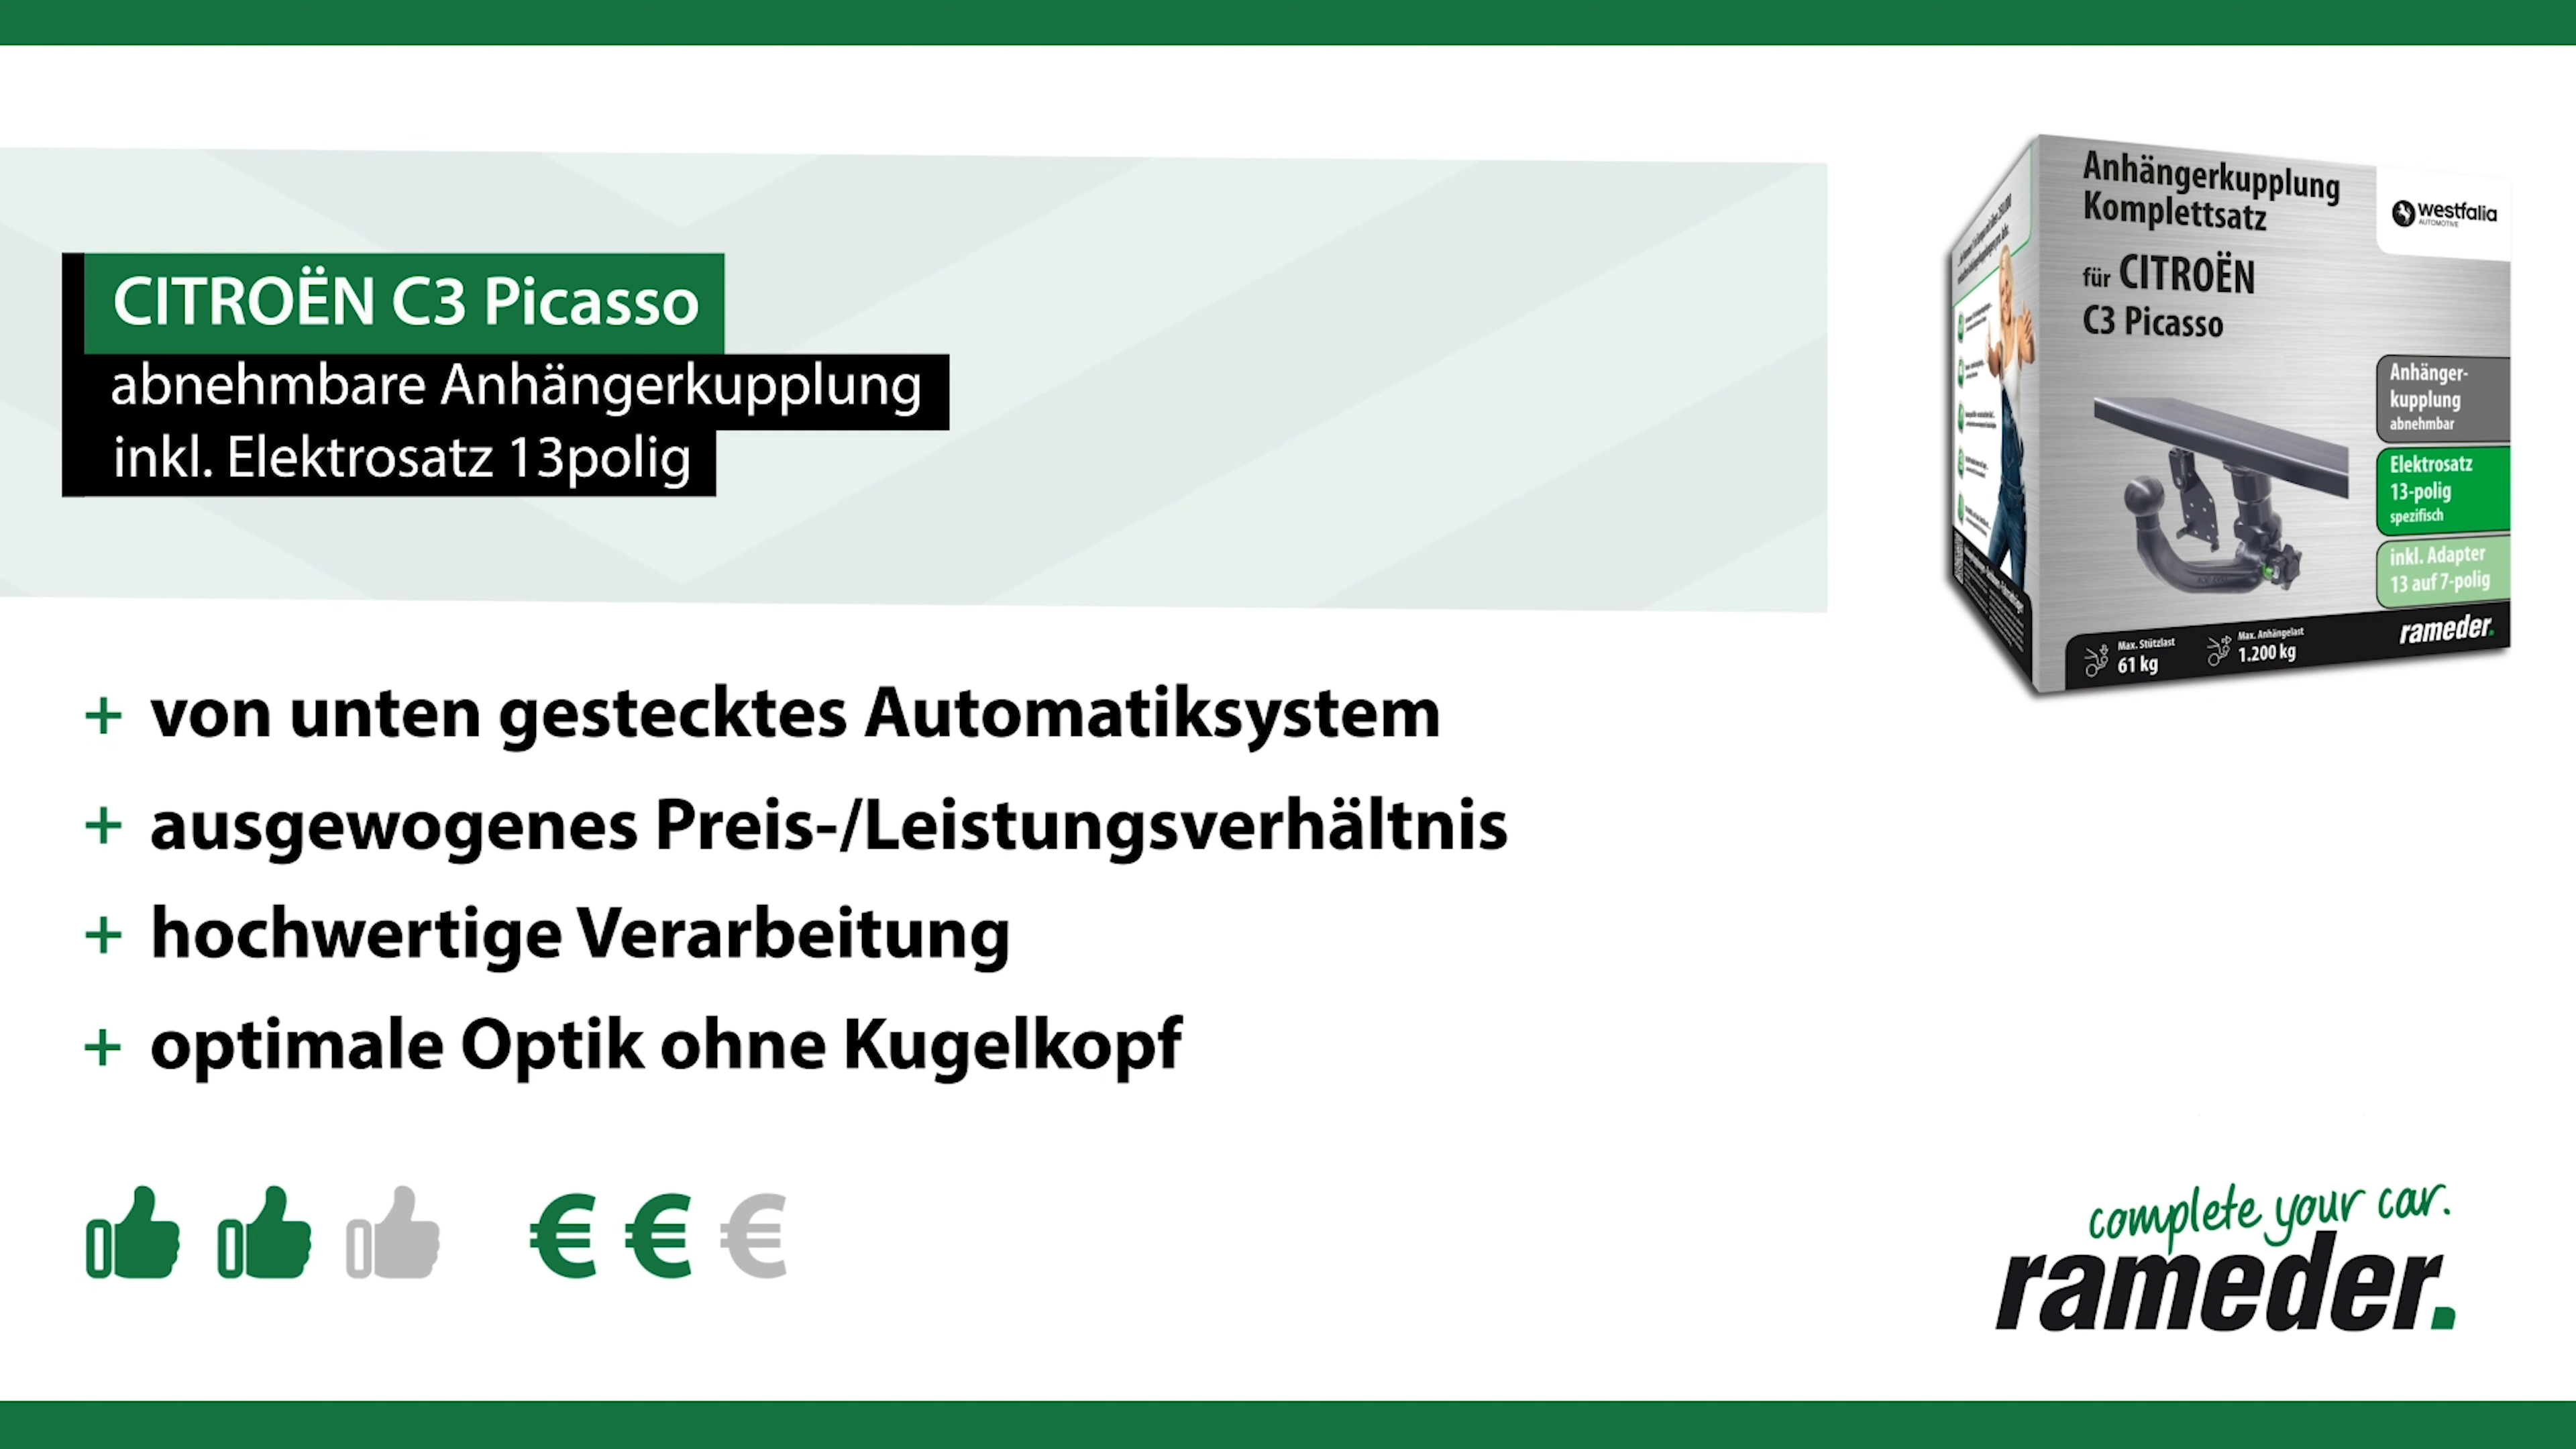 CITROËN C3 Picasso
abnehmbare Anhängerkupplung
inkl. Elektrosatz 13polig
Anhängerkupplung
Komplettsatz
für CITROËN
C3 Picasso
westfalia
AUTOMOTIVE
Anhänger-
kupplung
abnehmbar
Elektrosatz
13-polig
spezifisch
inkl. Adapter
13 auf 7-polig
Max. Stützlast
61 kg
Max. Anhängelast
1.200 kg
rameder.
+ von unten gestecktes Automatiksystem
+ ausgewogenes Preis-/Leistungsverhältnis
+ hochwertige Verarbeitung
+ optimale Optik ohne Kugelkopf
€ € €
complete your car.
rameder.